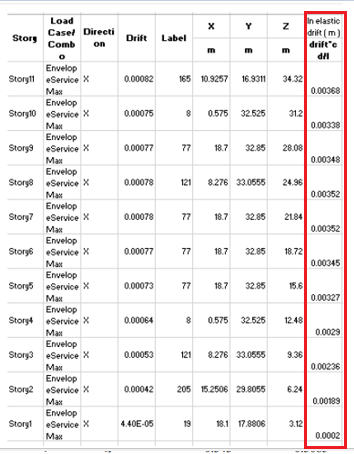 Story Load Case/Combo Direction Drift Label X Y Z In elastic drift ( m ) drift*cd/I
m m m
Story11 EnvelopeService Max X 0.00082 165 10.9257 16.9311 34.32 0.00368
Story10 EnvelopeService Max X 0.00075 8 0.575 32.525 31.2 0.00338
Story9 EnvelopeService Max X 0.00077 77 18.7 32.85 28.08 0.00348
Story8 EnvelopeService Max X 0.00078 121 8.276 33.0555 24.96 0.00352
Story7 EnvelopeService Max X 0.00078 77 18.7 32.85 21.84 0.00352
Story6 EnvelopeService Max X 0.00077 77 18.7 32.85 18.72 0.00345
Story5 EnvelopeService Max X 0.00073 77 18.7 32.85 15.6 0.00327
Story4 EnvelopeService Max X 0.00064 8 0.575 32.525 12.48 0.0029
Story3 EnvelopeService Max X 0.00053 121 8.276 33.0555 9.36 0.00236
Story2 EnvelopeService Max X 0.00042 205 15.2506 29.8055 6.24 0.00189
Story1 EnvelopeService Max X 4.40E-05 19 18.1 17.8806 3.12 0.0002